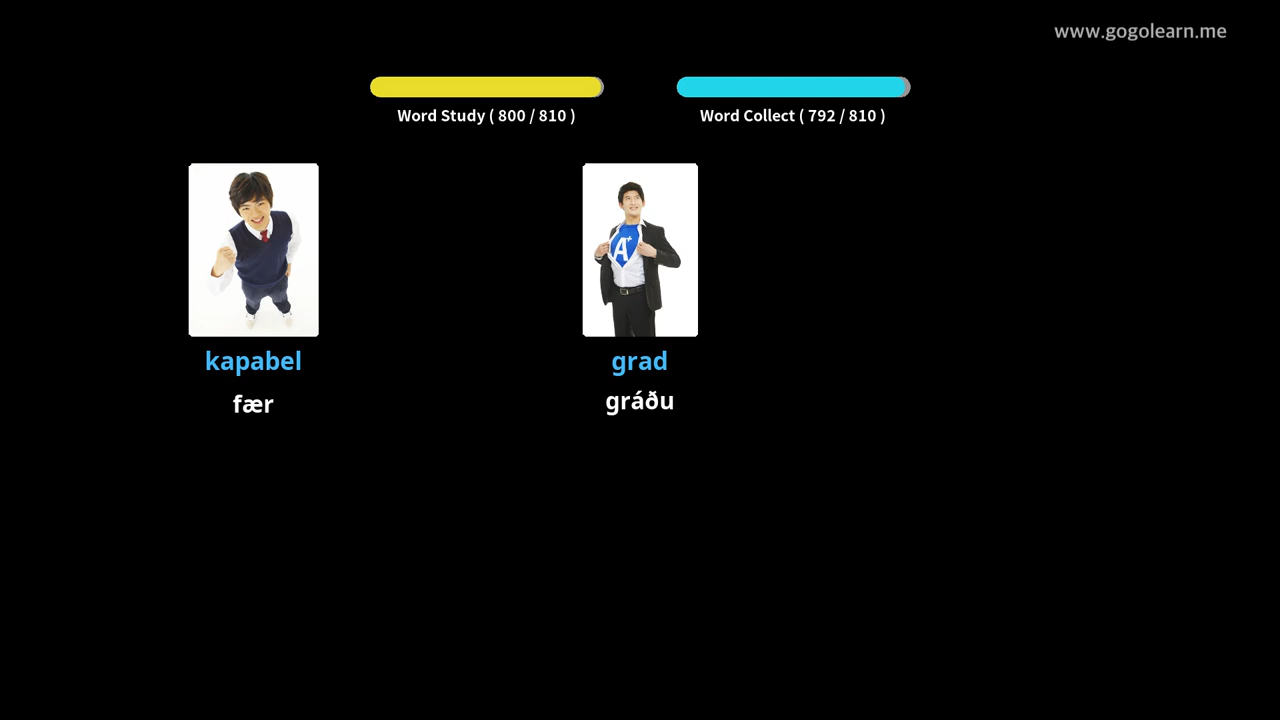 www.gogolearn.me
Word Study ( 800 / 810 )
Word Collect ( 792 / 810 )
A+
kapabel
grad
fær
gráðu